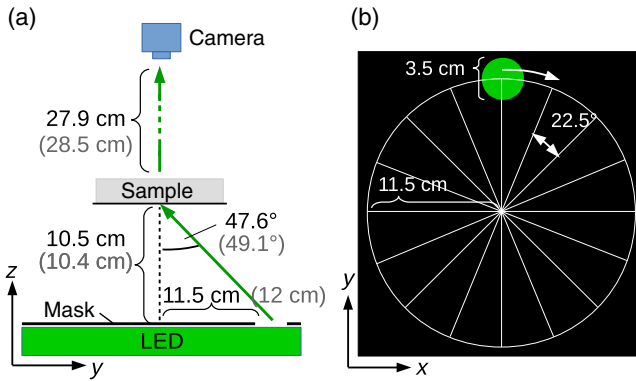 (a)
Camera
27.9 cm
(28.5 cm)
Sample
47.6°
(49.1°)
10.5 cm
(10.4 cm)
11.5 cm (12 cm)
Mask
LED
z
y
(b)
3.5 cm
22.5°
11.5 cm
y
x